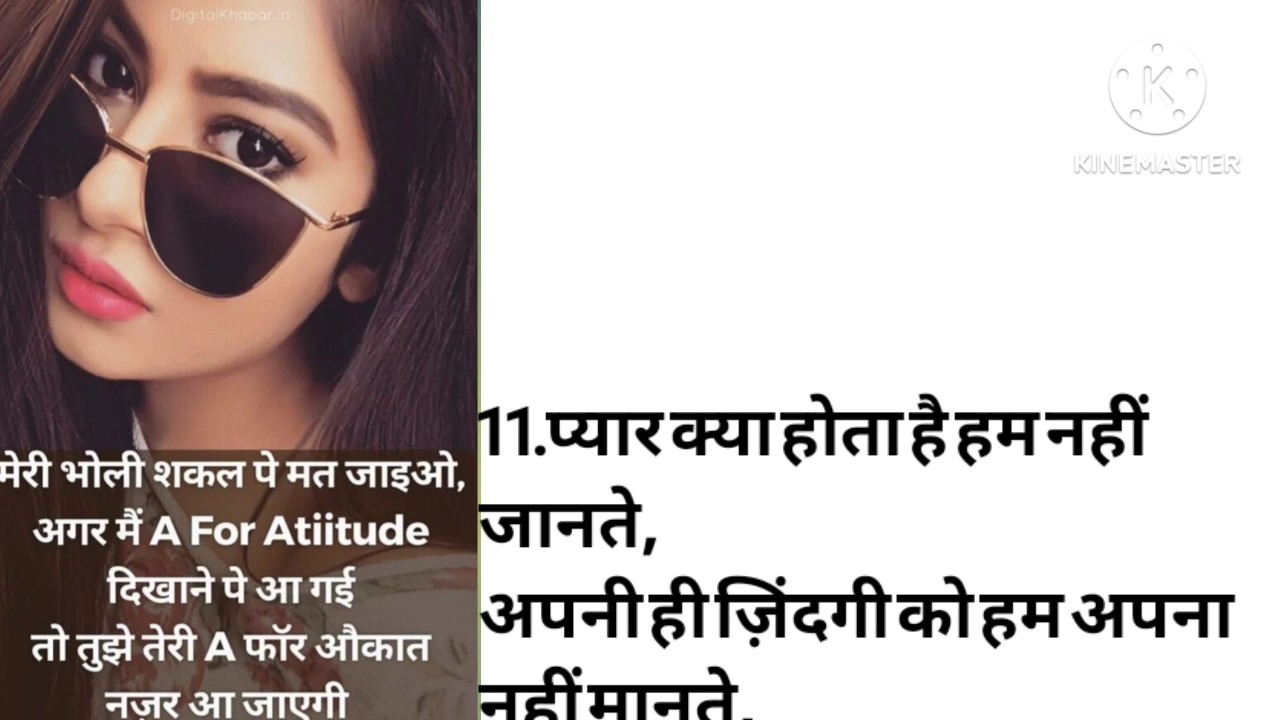 DigitalKhabar.in
मेरी भोली शकल पे मत जाइओ,
अगर मैं A For Atiitude
दिखाने पे आ गई
तो तुझे तेरी A फॉर औकात
नज़र आ जाएगी
K
KINEMASTER
11.प्यार क्या होता है हम नहीं
जानते,
अपनी ही ज़िंदगी को हम अपना
नहीं मानते,